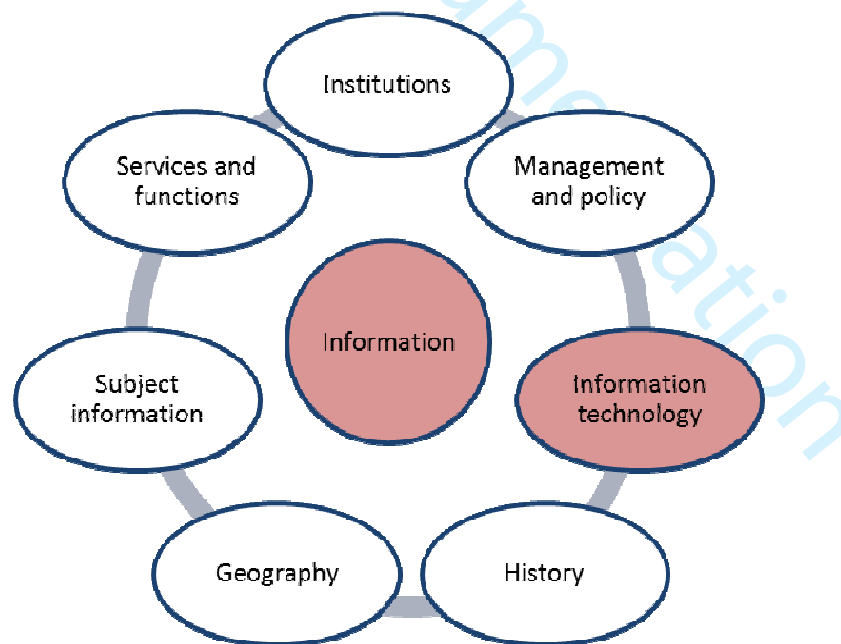 Institutions
Services and
functions
Management
and policy
Information
Subject
information
Information
technology
Geography
History